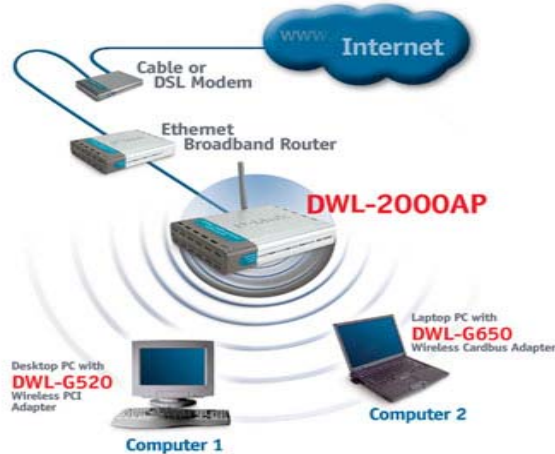 www
Internet
Cable or
DSL Modem
Ethernet
Broadband Router
DWL-2000AP
Laptop PC with
DWL-G650
Wireless Cardbus Adapter
Desktop PC with
DWL-G520
Wireless PCI
Adapter
Computer 2
Computer 1